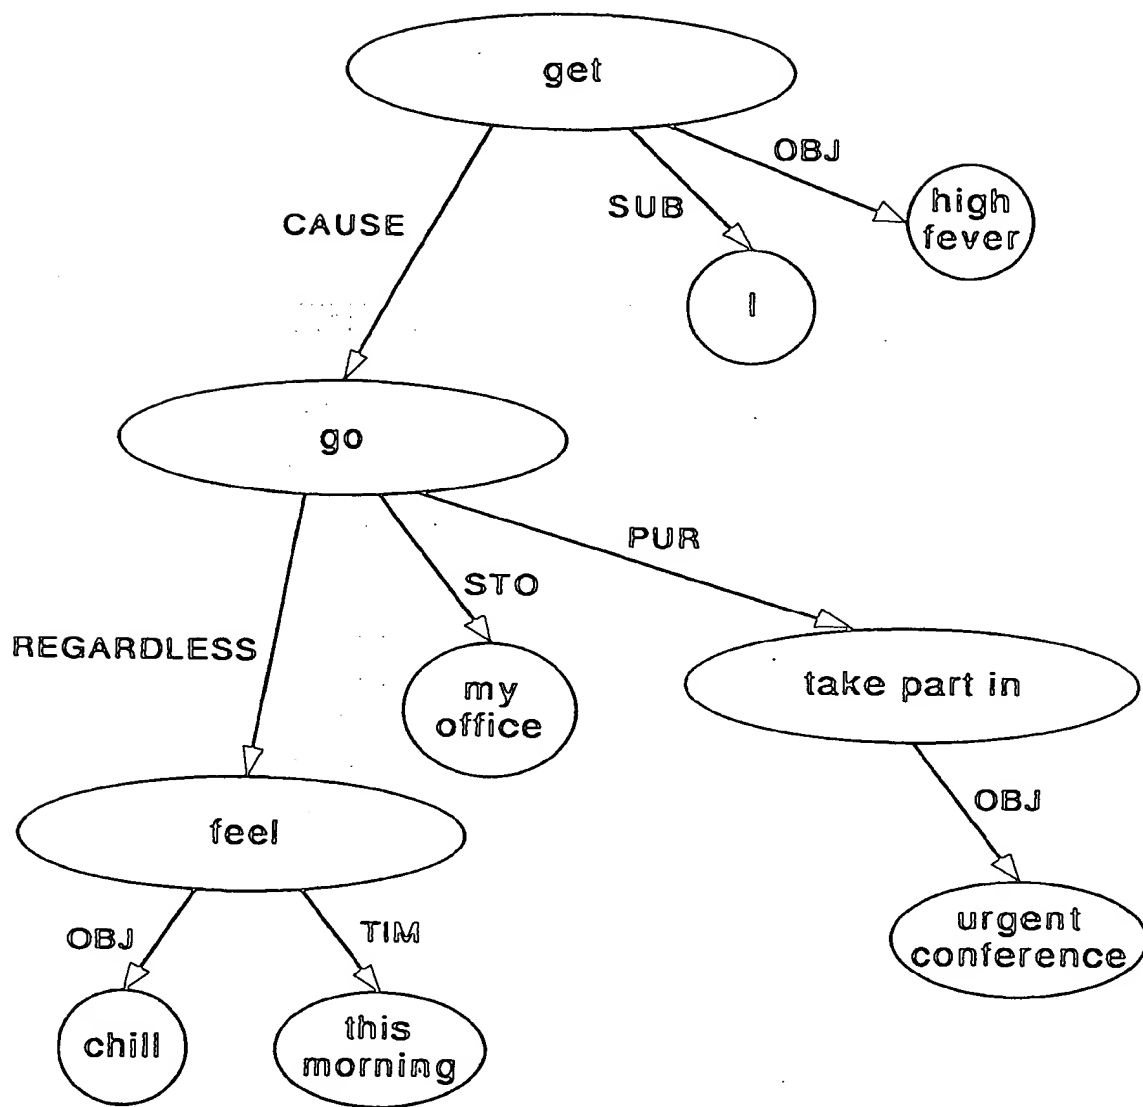 get
OBJ
high
fever
SUB
CAUSE
I
go
PUR
STO
REGARDLESS
my
office
take part in
OBJ
feel
OBJ
TIM
urgent
conference
chill
this
morning